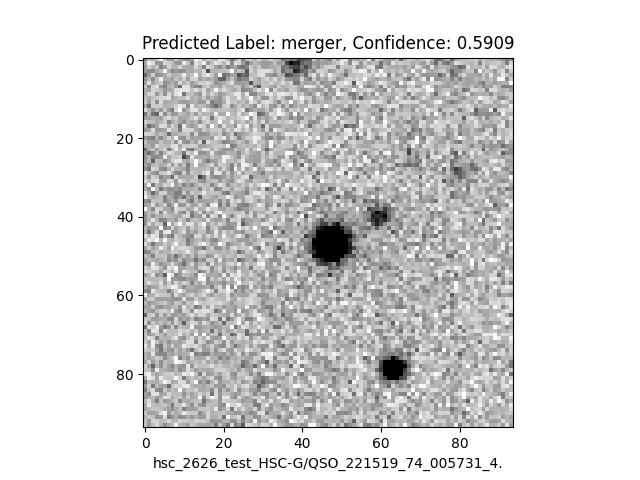 Predicted Label: merger, Confidence: 0.5909
0
20
40
60
80
0 20 40 60 80
hsc_2626_test_HSC-G/QSO_221519_74_005731_4.